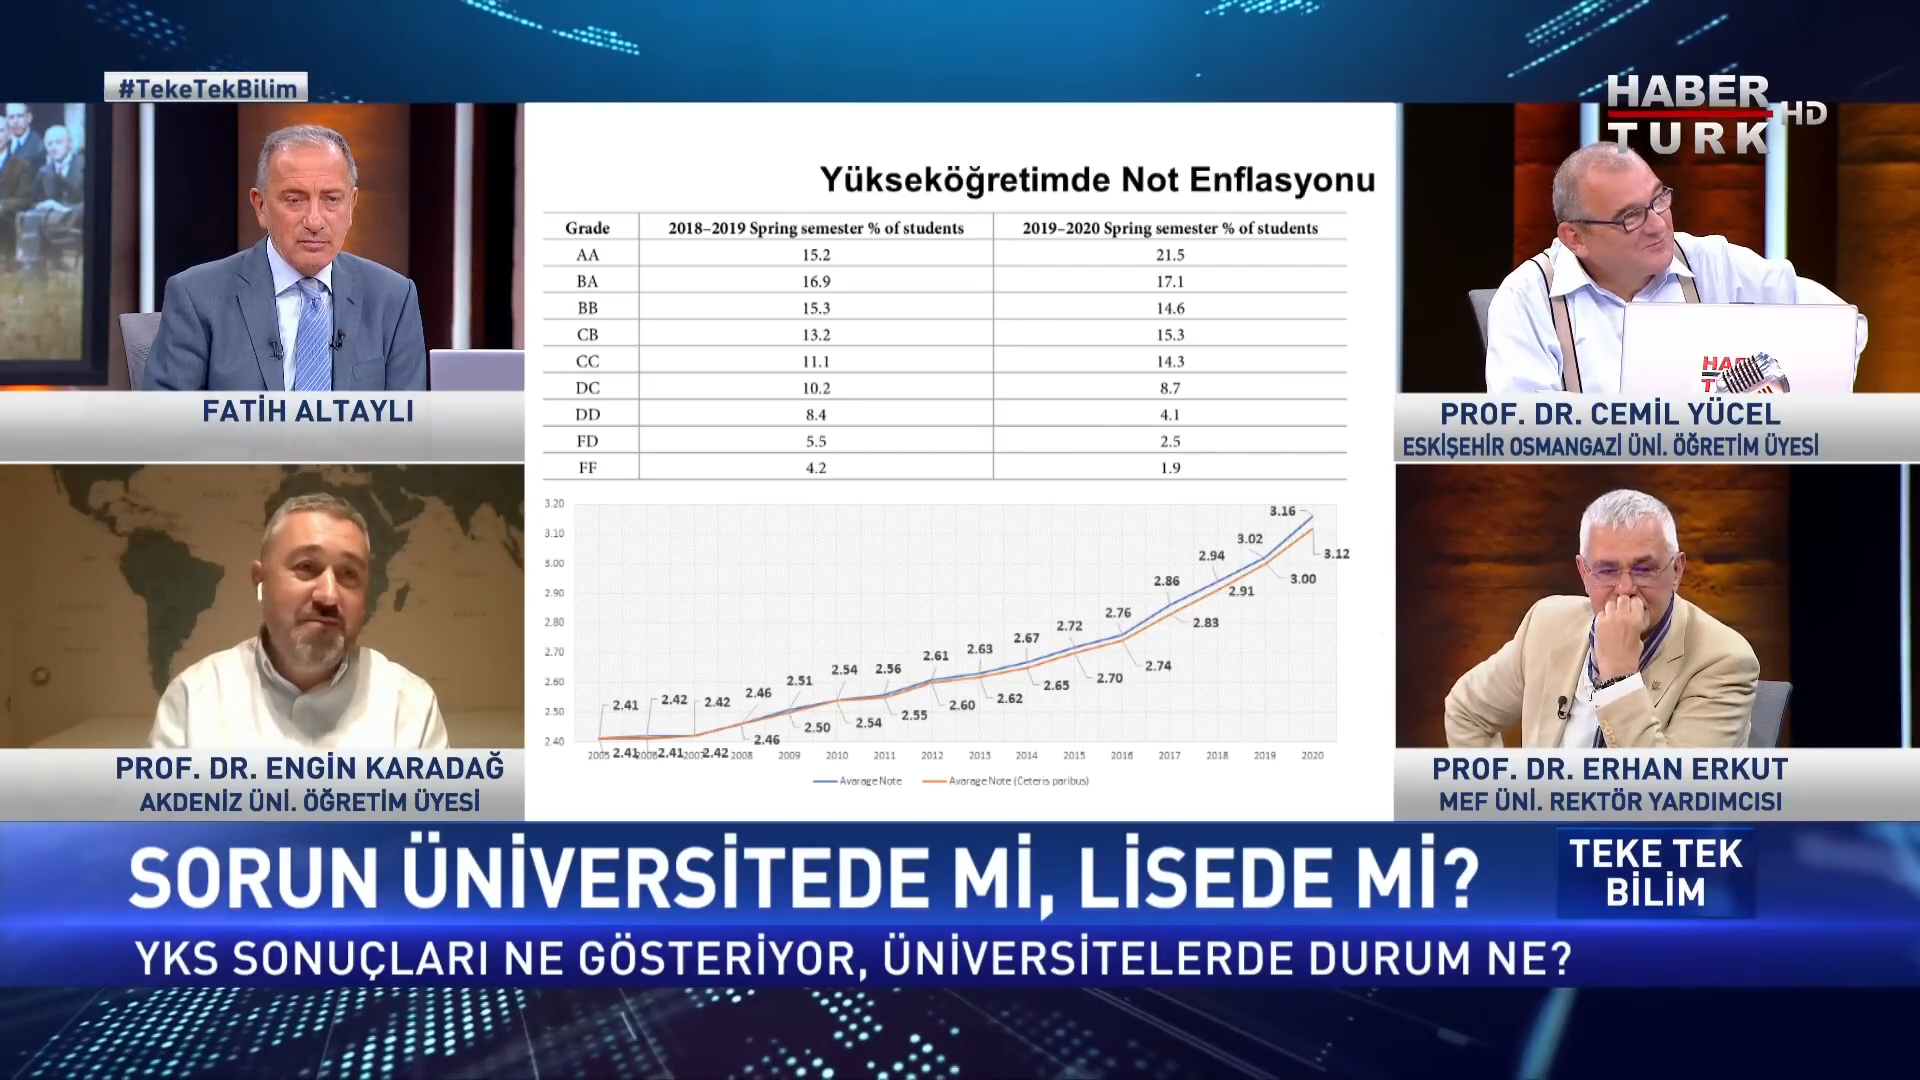 #TekeTekBilim
HABER
TURK HD
Yükseköğretimde Not Enflasyonu
Grade 2018–2019 Spring semester % of students 2019–2020 Spring semester % of students
AA 15.2 21.5
BA 16.9 17.1
BB 15.3 14.6
CB 13.2 15.3
CC 11.1 14.3
DC 10.2 8.7
DD 8.4 4.1
FD 5.5 2.5
FF 4.2 1.9
3.20
3.10
3.00
2.90
2.80
2.70
2.60
2.50
2.40
2.41 2.42 2.42 2.46 2.51 2.54 2.56 2.61 2.63 2.67 2.72 2.76 2.86 2.94 3.02 3.16
2.41 2.41 2.42 2.46 2.50 2.54 2.55 2.60 2.62 2.65 2.70 2.74 2.83 2.91 3.00 3.12
2005 2006 2007 2008 2009 2010 2011 2012 2013 2014 2015 2016 2017 2018 2019 2020
Avarage Note Avarage Note (Ceteris paribus)
FATİH ALTAYLI
PROF. DR. CEMİL YÜCEL
ESKİŞEHİR OSMANGAZİ ÜNİ. ÖĞRETİM ÜYESİ
PROF. DR. ENGİN KARADAĞ
AKDENİZ ÜNİ. ÖĞRETİM ÜYESİ
PROF. DR. ERHAN ERKUT
MEF ÜNİ. REKTÖR YARDIMCISI
SORUN ÜNİVERSİTEDE Mİ, LİSEDE Mİ?
TEKE TEK
BİLİM
YKS SONUÇLARI NE GÖSTERİYOR, ÜNİVERSİTELERDE DURUM NE?